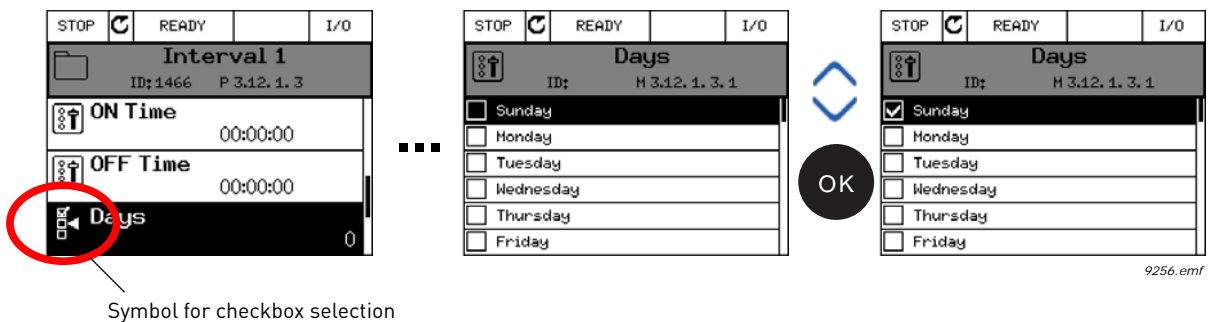 STOP READY I/O
Interval 1
ID:1466 P 3.12.1.3
ON Time
00:00:00
OFF Time
00:00:00
Days
0
Symbol for checkbox selection
STOP READY I/O
Days
ID: M 3.12.1.3.1
Sunday
Monday
Tuesday
Wednesday
Thursday
Friday
OK
STOP READY I/O
Days
ID: M 3.12.1.3.1
Sunday
Monday
Tuesday
Wednesday
Thursday
Friday
9256.emf